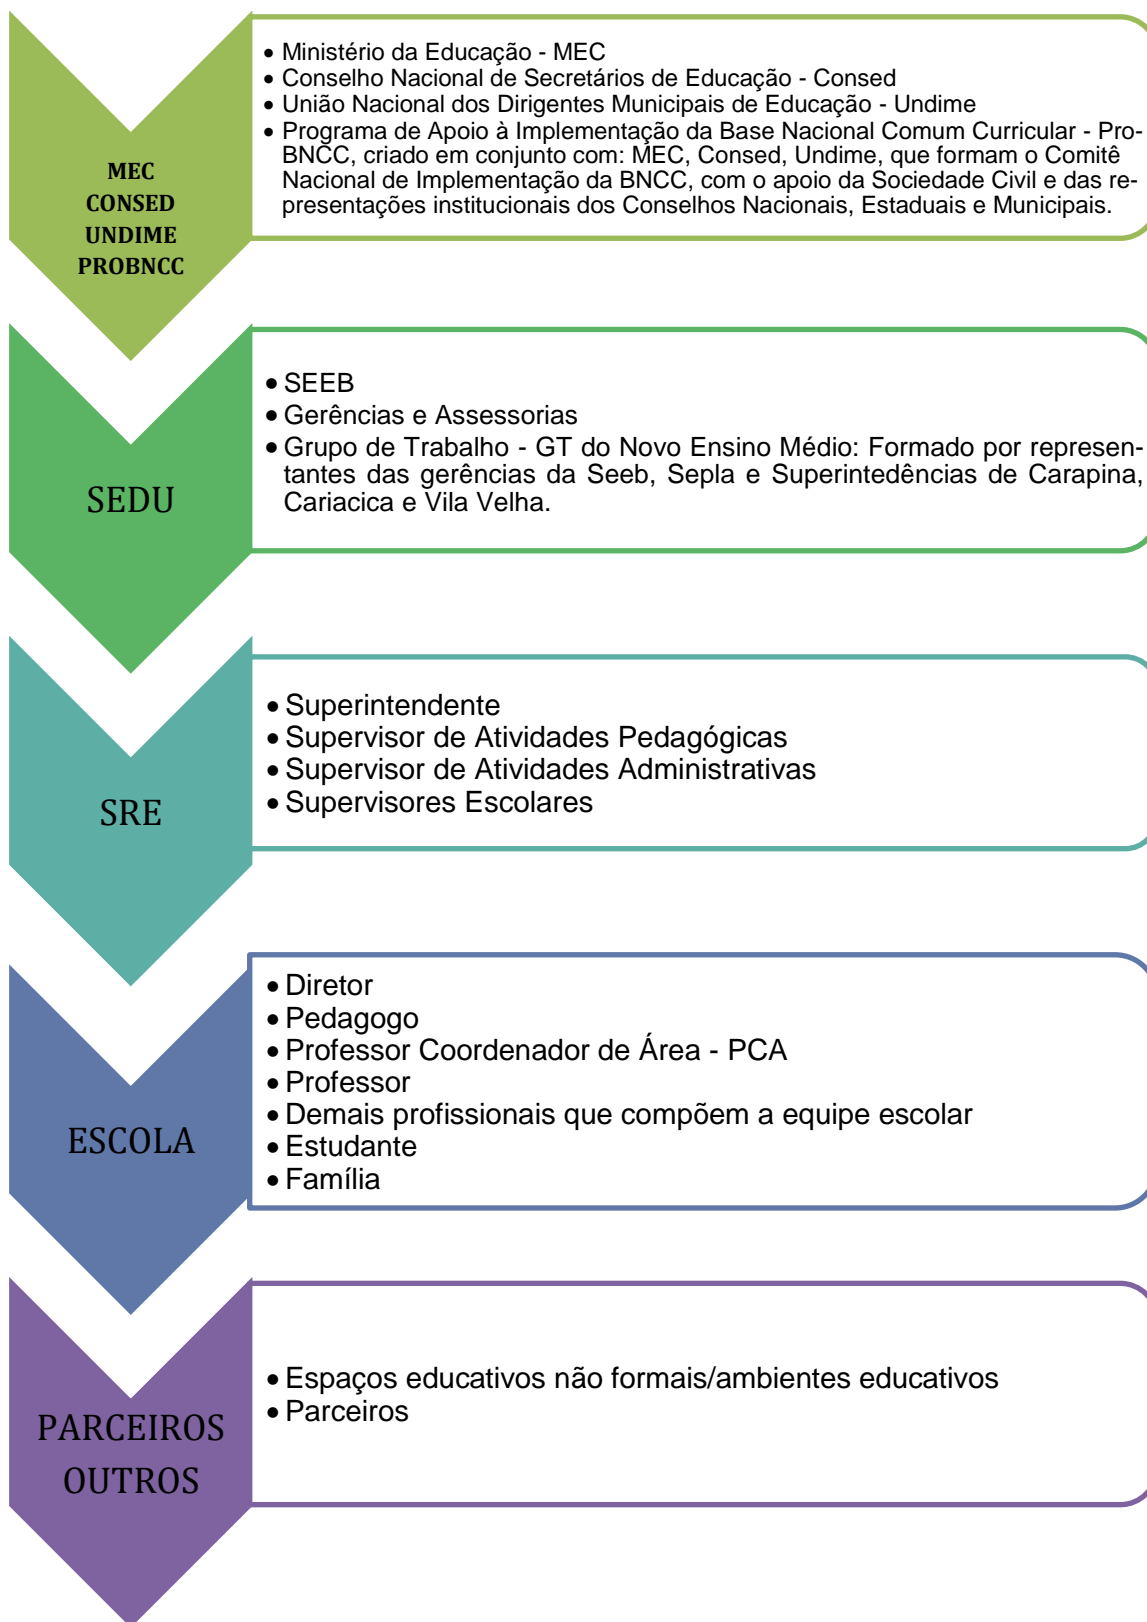 MEC
CONSED
UNDIME
PROBNCC
• Ministério da Educação - MEC
• Conselho Nacional de Secretários de Educação - Consed
• União Nacional dos Dirigentes Municipais de Educação - Undime
• Programa de Apoio à Implementação da Base Nacional Comum Curricular - Pro-
BNCC, criado em conjunto com: MEC, Consed, Undime, que formam o Comitê
Nacional de Implementação da BNCC, com o apoio da Sociedade Civil e das re-
presentações institucionais dos Conselhos Nacionais, Estaduais e Municipais.
SEDU
• SEEB
• Gerências e Assessorias
• Grupo de Trabalho - GT do Novo Ensino Médio: Formado por represen-
tantes das gerências da Seeb, Sepla e Superintedências de Carapina,
Cariacica e Vila Velha.
SRE
• Superintendente
• Supervisor de Atividades Pedagógicas
• Supervisor de Atividades Administrativas
• Supervisores Escolares
ESCOLA
• Diretor
• Pedagogo
• Professor Coordenador de Área - PCA
• Professor
• Demais profissionais que compõem a equipe escolar
• Estudante
• Família
PARCEIROS
OUTROS
• Espaços educativos não formais/ambientes educativos
• Parceiros